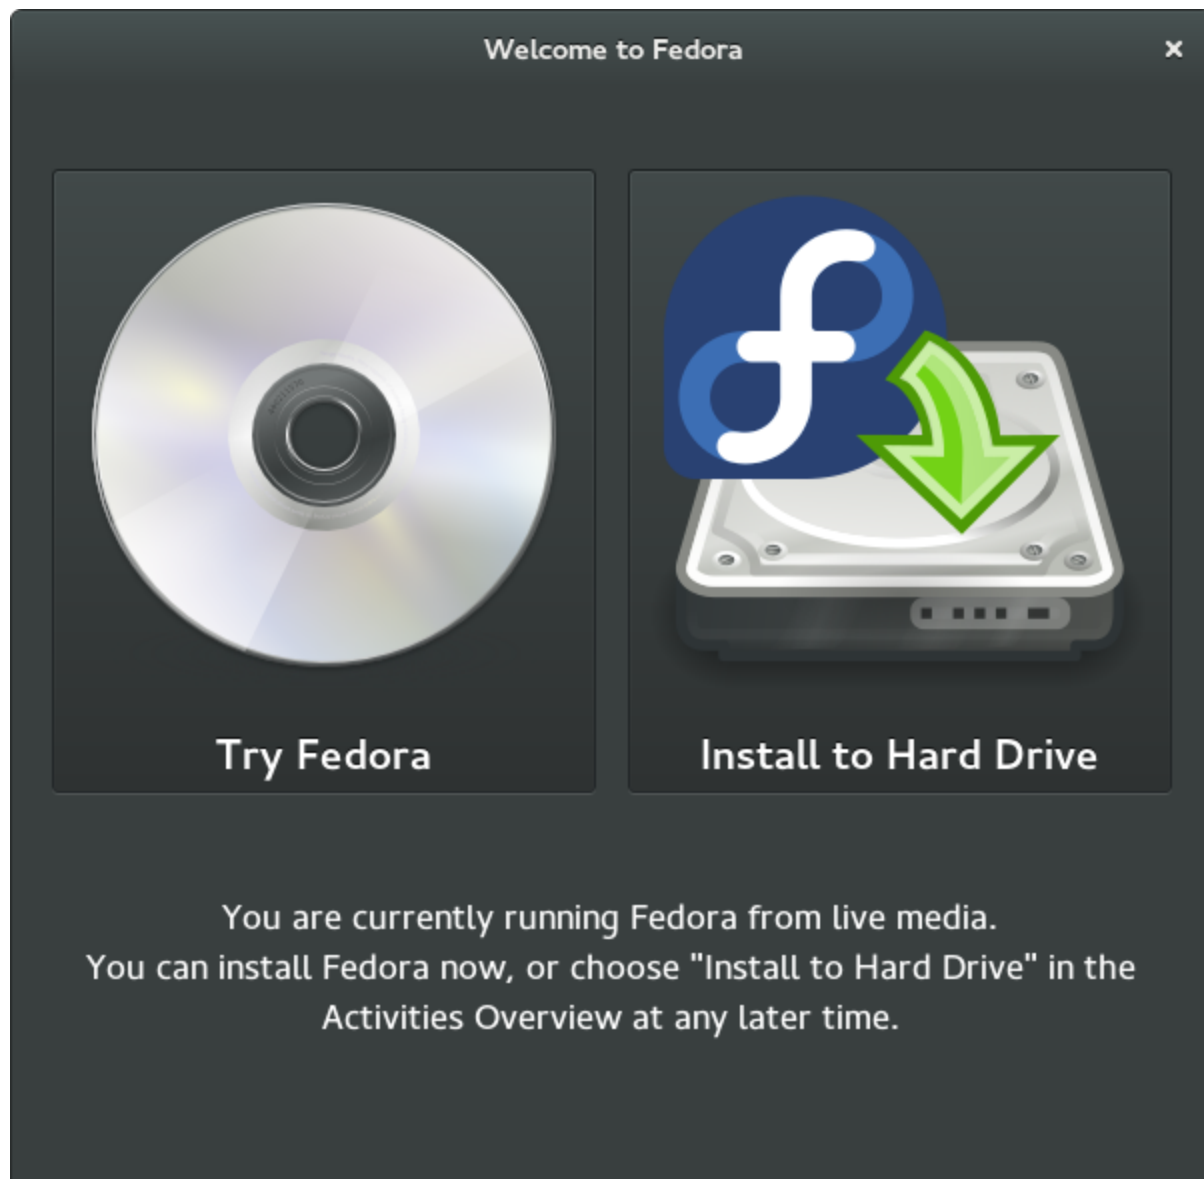 Welcome to Fedora
Try Fedora
Install to Hard Drive
You are currently running Fedora from live media.
You can install Fedora now, or choose "Install to Hard Drive" in the
Activities Overview at any later time.